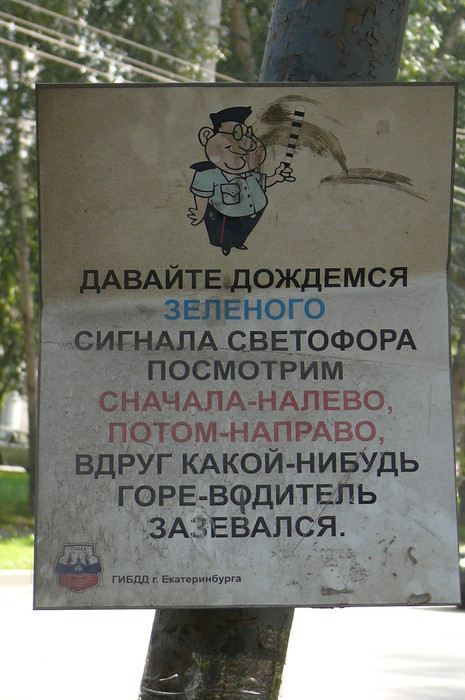 ДАВАЙТЕ ДОЖДЕМСЯ
ЗЕЛЕНОГО
СИГНАЛА СВЕТОФОРА
ПОСМОТРИМ
СНАЧАЛА-НАЛЕВО,
ПОТОМ-НАПРАВО,
ВДРУГ КАКОЙ-НИБУДЬ
ГОРЕ-ВОДИТЕЛЬ
ЗАЗЕВАЛСЯ.
ГИБДД г. Екатеринбурга